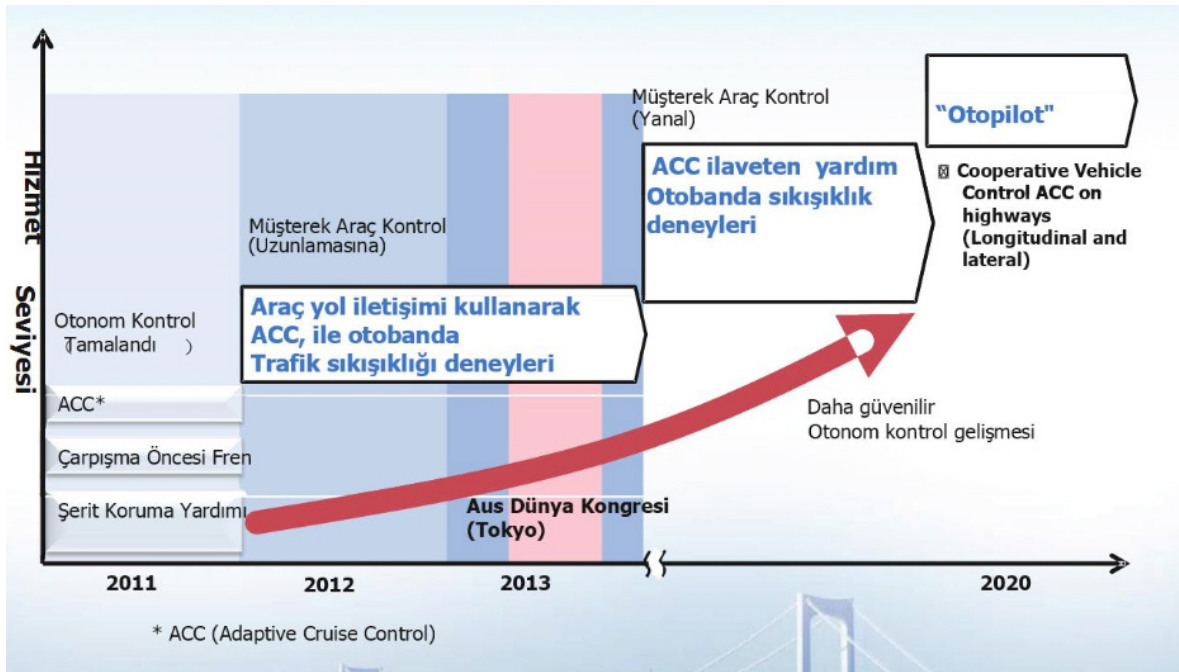 Hizmet Seviyesi
Müşterek Araç Kontrol
(Yanal)
"Otopilot"
ACC ilaveten yardım
Otobanda sıkışıklık
deneyleri
Cooperative Vehicle
Control ACC on
highways
(Longitudinal and
lateral)
Müşterek Araç Kontrol
(Uzunlamasına)
Araç yol iletişimi kullanarak
ACC, ile otobanda
Trafik sıkışıklığı deneyleri
Otonom Kontrol
(Tamalandı )
ACC*
Çarpışma Öncesi Fren
Şerit Koruma Yardımı
Daha güvenilir
Otonom kontrol gelişmesi
Aus Dünya Kongresi
(Tokyo)
2011
2012
2013
2020
* ACC (Adaptive Cruise Control)